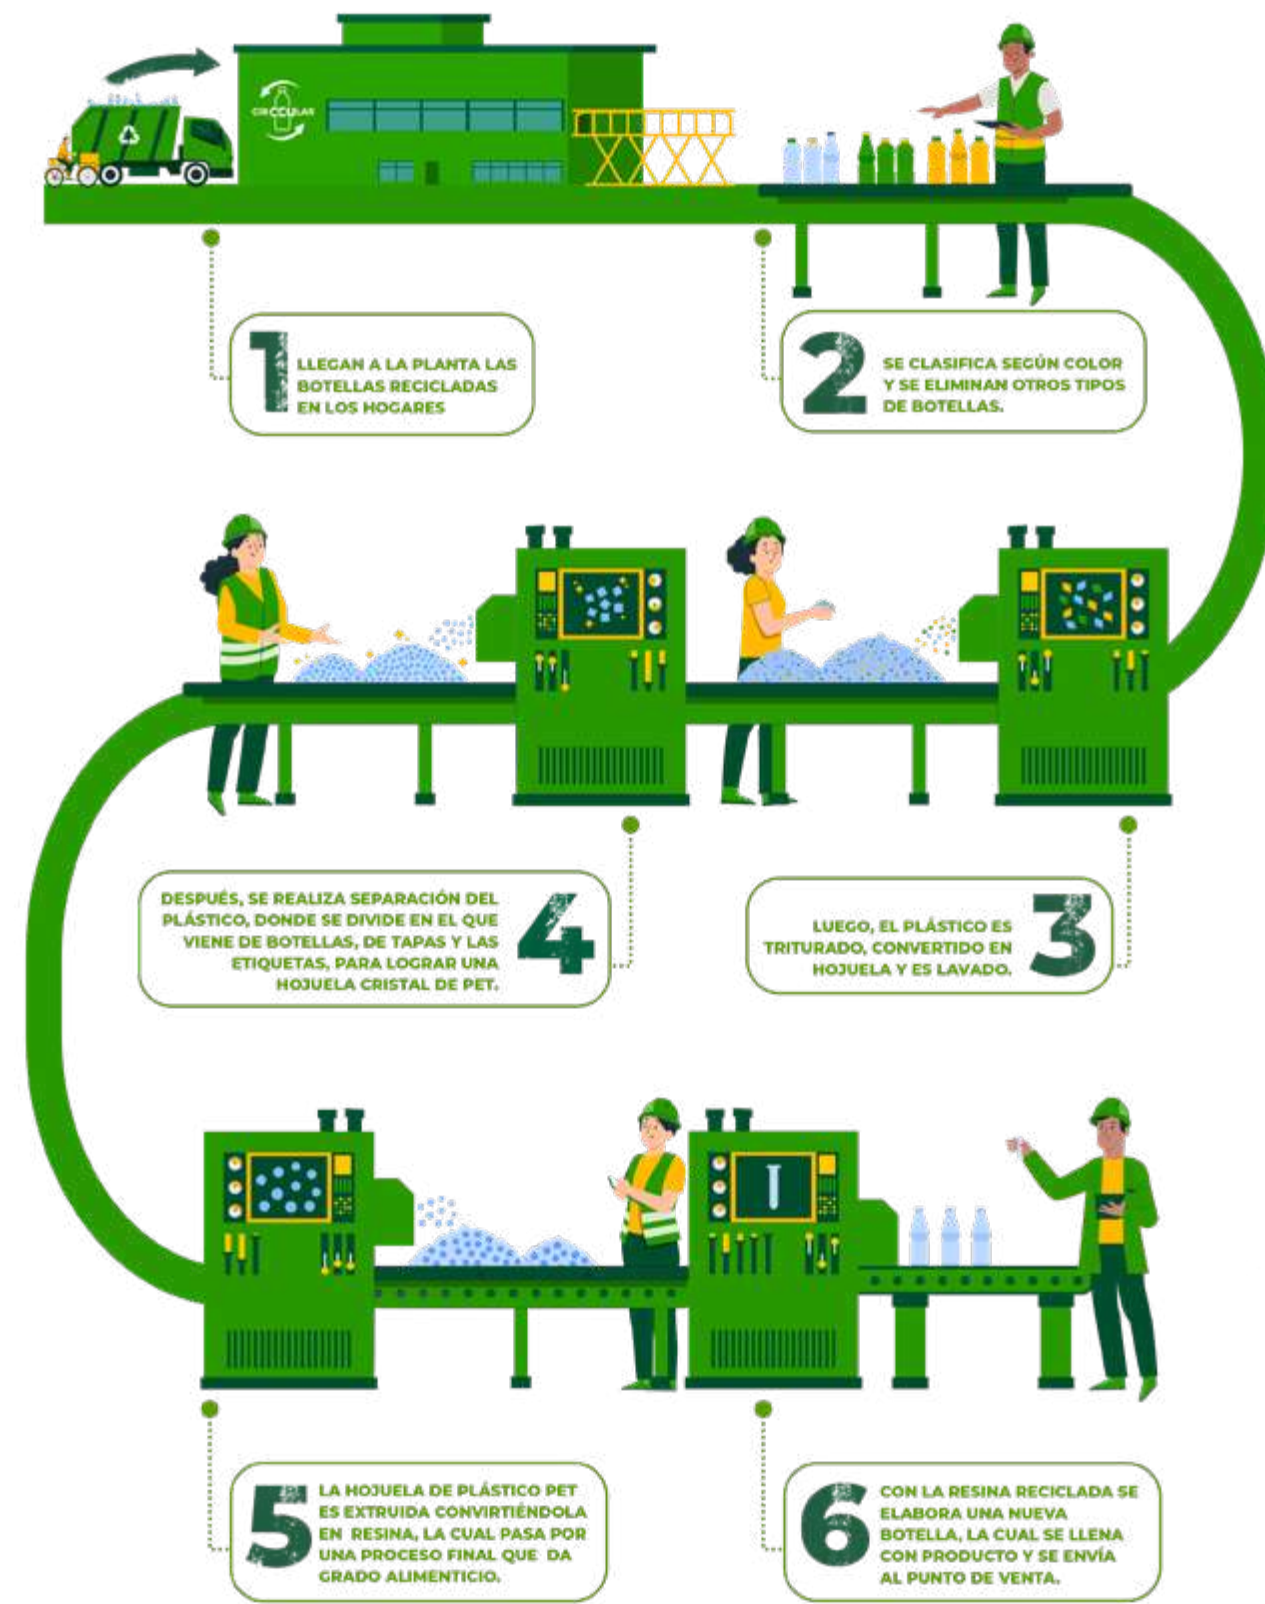 CIRCCULAR
1
LLEGAN A LA PLANTA LAS
BOTELLAS RECICLADAS
EN LOS HOGARES
2
SE CLASIFICA SEGÚN COLOR
Y SE ELIMINAN OTROS TIPOS
DE BOTELLAS.
3
LUEGO, EL PLÁSTICO ES
TRITURADO, CONVERTIDO EN
HOJUELA Y ES LAVADO.
4
DESPUÉS, SE REALIZA SEPARACIÓN DEL
PLÁSTICO, DONDE SE DIVIDE EN EL QUE
VIENE DE BOTELLAS, DE TAPAS Y LAS
ETIQUETAS, PARA LOGRAR UNA
HOJUELA CRISTAL DE PET.
5
LA HOJUELA DE PLÁSTICO PET
ES EXTRUIDA CONVIRTIÉNDOLA
EN RESINA, LA CUAL PASA POR
UNA PROCESO FINAL QUE DA
GRADO ALIMENTICIO.
6
CON LA RESINA RECICLADA SE
ELABORA UNA NUEVA
BOTELLA, LA CUAL SE LLENA
CON PRODUCTO Y SE ENVÍA
AL PUNTO DE VENTA.